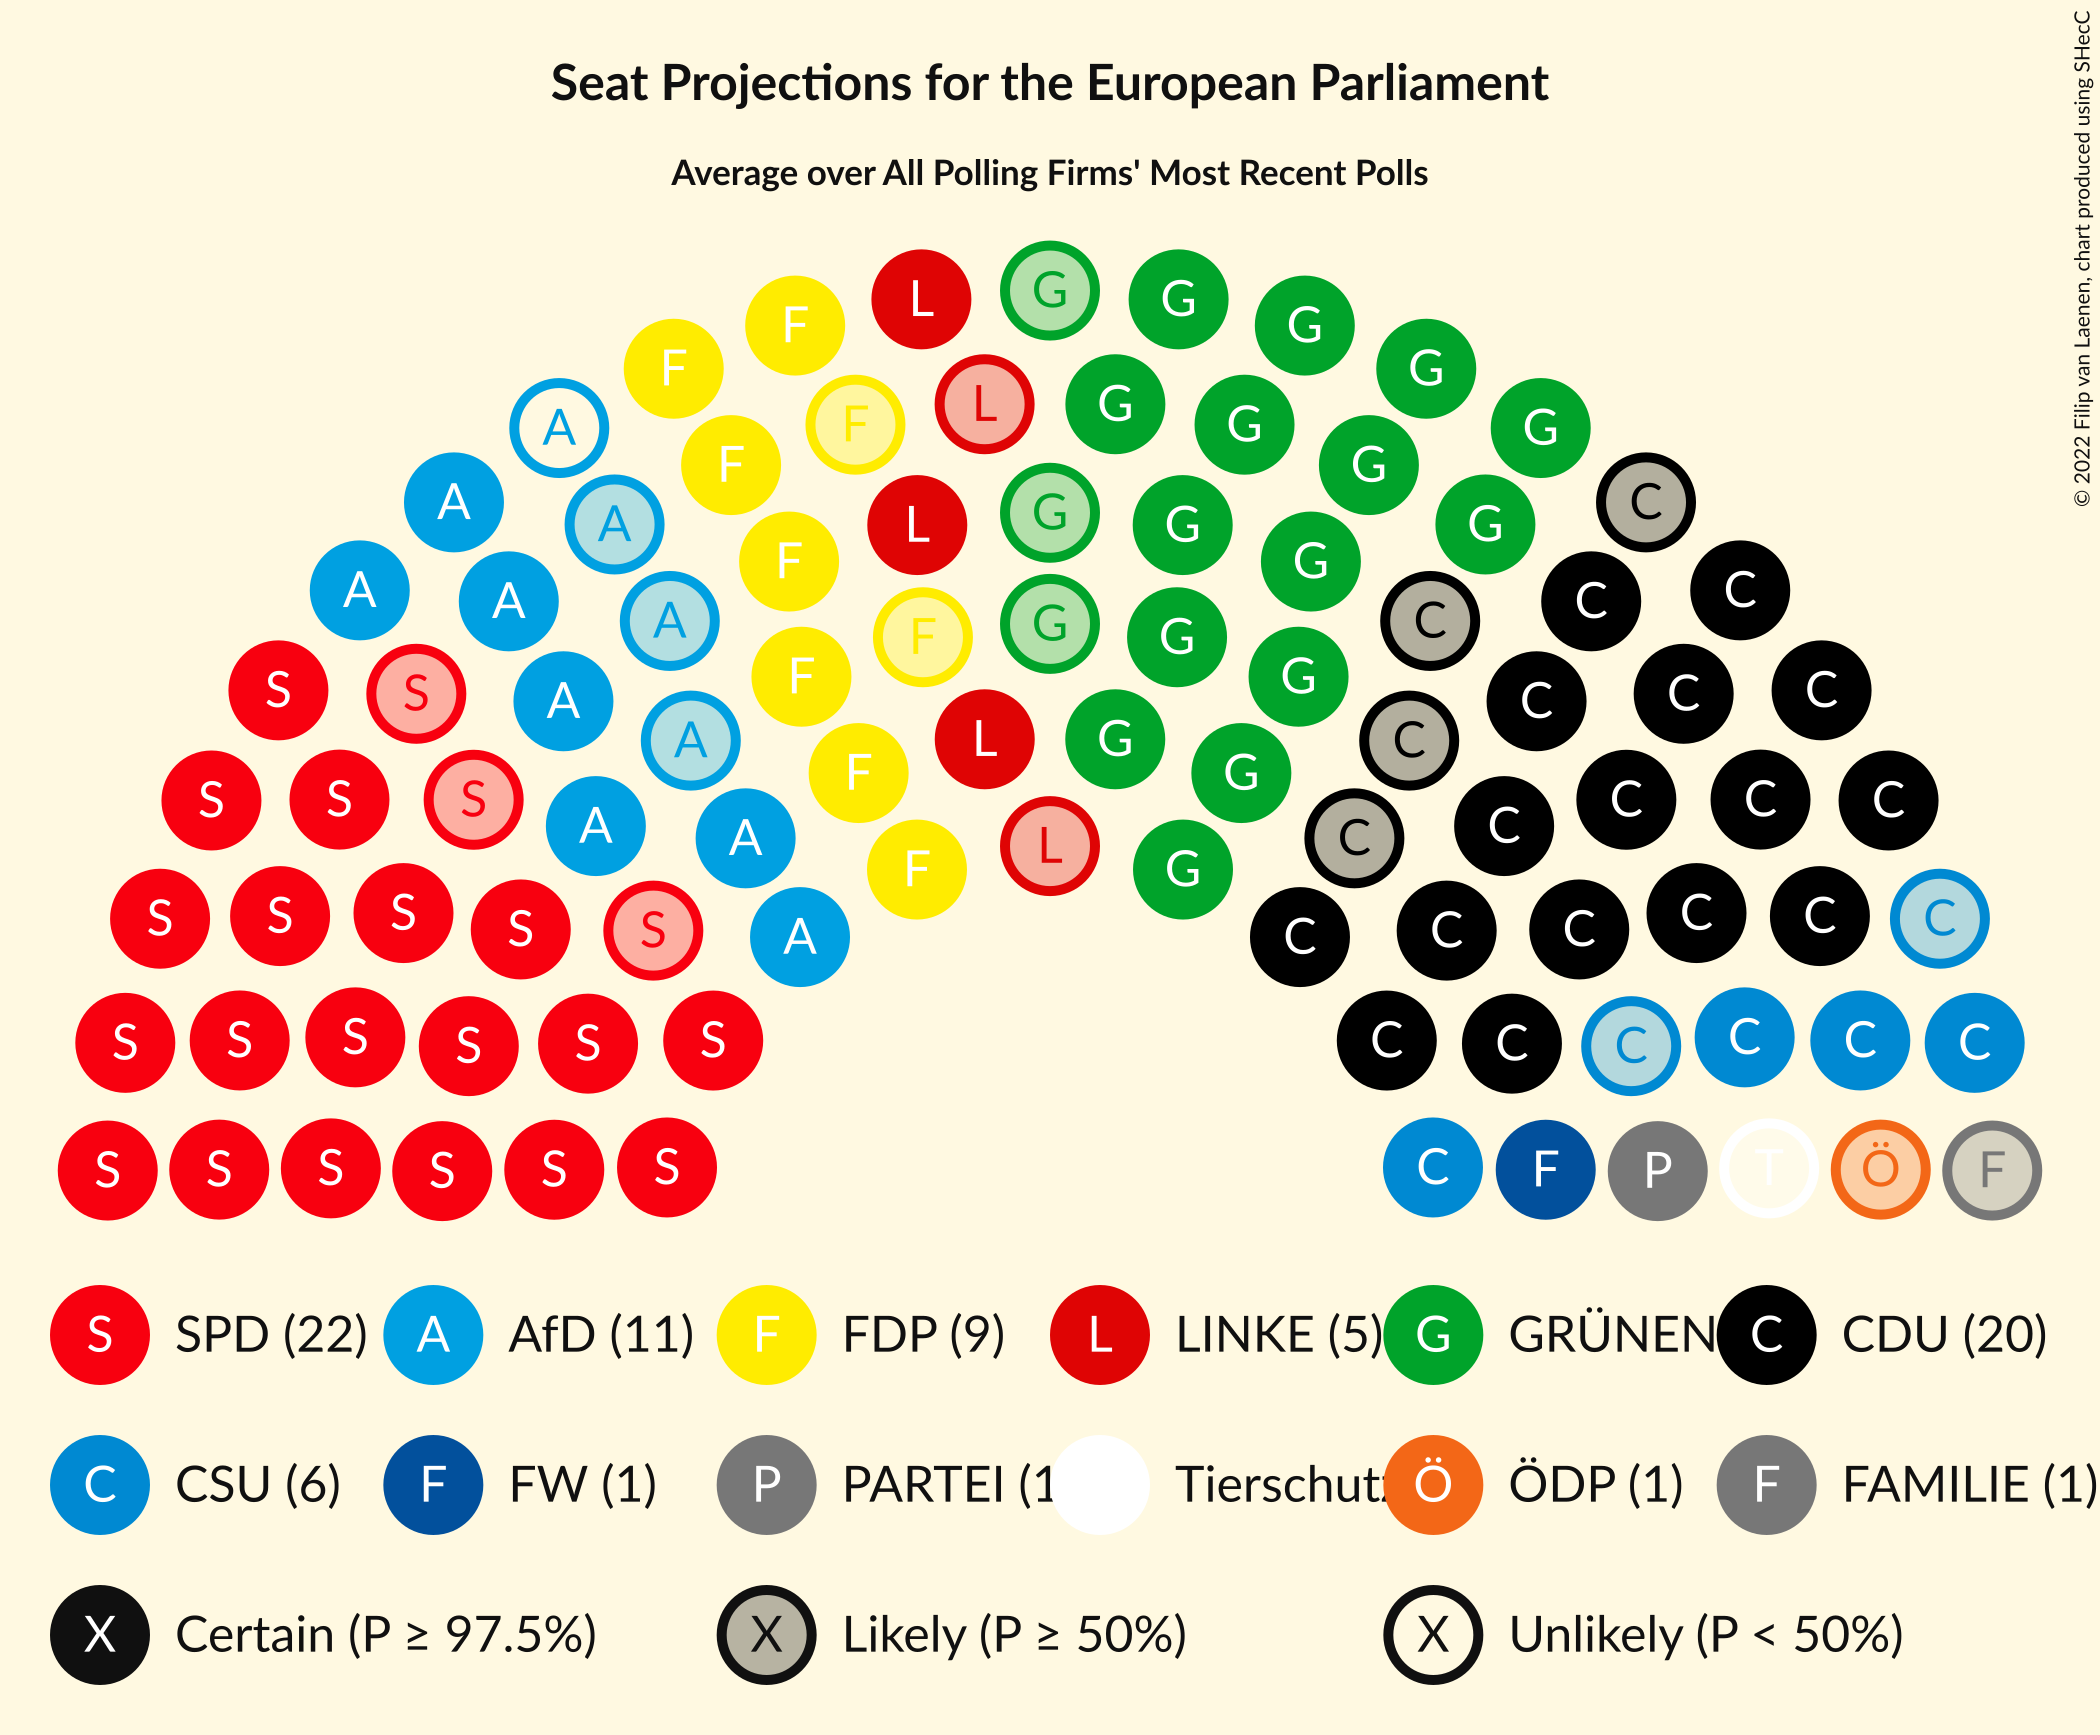 © 2022 Filip van Laenen, chart produced using SHecC
Seat Projections for the European Parliament
Average over All Polling Firms' Most Recent Polls
L G G
F G
F G
L G
A F G G
F G
A C
A L G G G
F G
A A C C
A F G G C
S S A F G C C C
A L G C
S S S F G C C C
A A L C C
F G
S S S S S A C C C C C C
S S S S S S C C C C C C
S S S S S S C F P T Ö F
S SPD (22) A AfD (11) F FDP (9) L LINKE (5) G GRÜNEN C CDU (20)
C CSU (6) F FW (1) P PARTEI (1 Tierschutz Ö ÖDP (1) F FAMILIE (1)
X Certain (P ≥ 97.5%) X Likely (P ≥ 50%) X Unlikely (P < 50%)